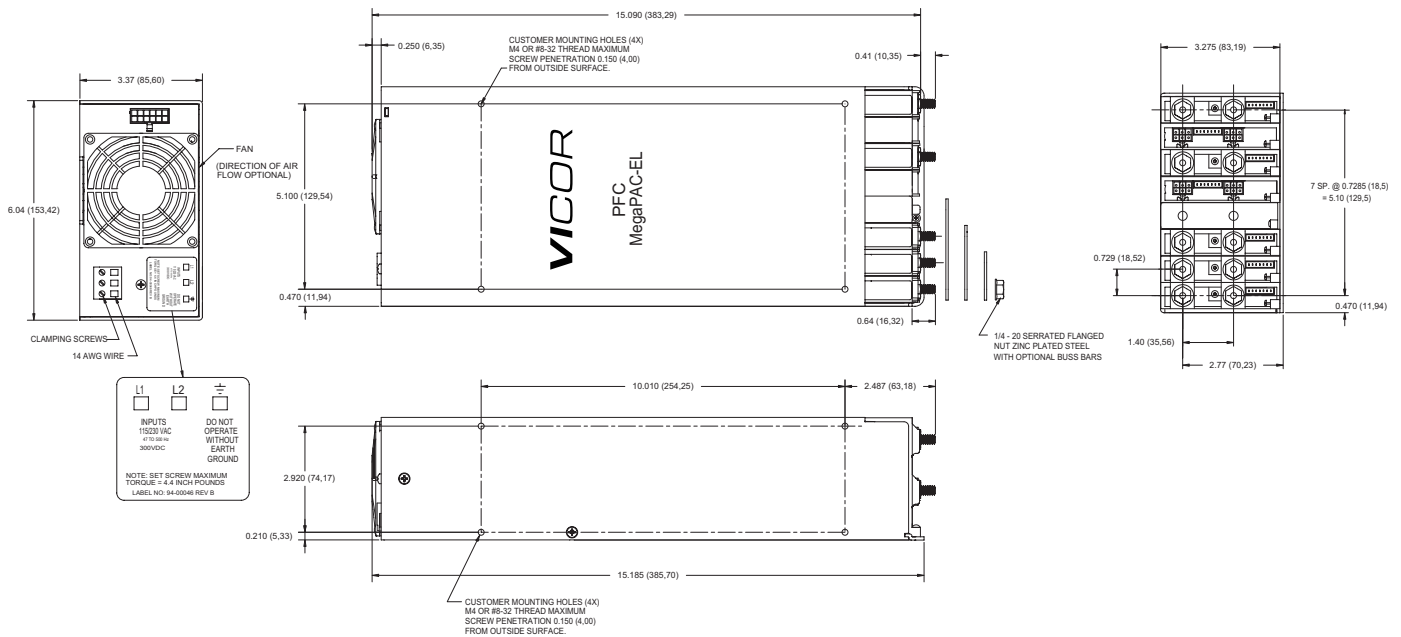 15.090 (383,29)
0.250 (6,35)
CUSTOMER MOUNTING HOLES (4X)
M4 OR #8-32 THREAD MAXIMUM
SCREW PENETRATION 0.150 (4,00)
FROM OUTSIDE SURFACE.
0.41 (10,35)
3.275 (83,19)
3.37 (85,60)
FAN
(DIRECTION OF AIR
FLOW OPTIONAL)
6.04 (153,42)
5.100 (129,54)
VICOR
PFC
MegaPAC-EL
7 SP. @ 0.7285 (18,5)
= 5.10 (129,5)
0.729 (18,52)
0.470 (11,94)
0.470 (11,94)
0.64 (16,32)
1/4 - 20 SERRATED FLANGED
NUT ZINC PLATED STEEL
WITH OPTIONAL BUSS BARS
1.40 (35,56)
2.77 (70,23)
CLAMPING SCREWS
14 AWG WIRE
L1
L2
INPUTS
115/230 VAC
47 TO 500 Hz
300VDC
DO NOT
OPERATE
WITHOUT
EARTH
GROUND
NOTE: SET SCREW MAXIMUM
TORQUE = 4.4 INCH POUNDS
LABEL NO: 94-00046 REV B
10.010 (254,25)
2.487 (63,18)
2.920 (74,17)
0.210 (5,33)
15.185 (385,70)
CUSTOMER MOUNTING HOLES (4X)
M4 OR #8-32 THREAD MAXIMUM
SCREW PENETRATION 0.150 (4,00)
FROM OUTSIDE SURFACE.